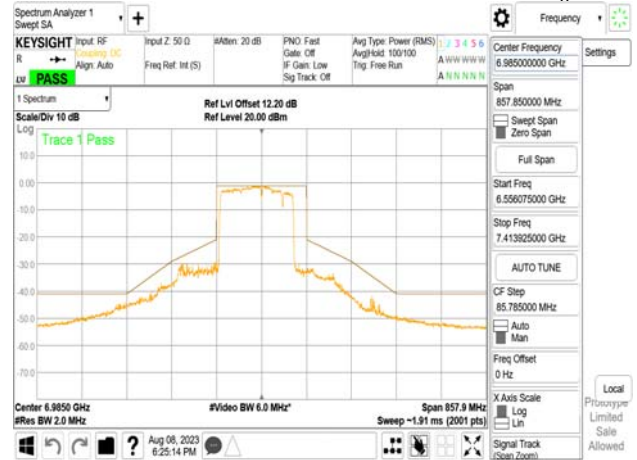 Spectrum Analyzer 1
Swept SA
Frequency
KEYSIGHT
R
LV PASS
Input: RF
Coupling: DC
Align: Auto
Input Z: 50 Ω
Freq Ref: Int (S)
#Atten: 20 dB
PNO: Fast
Gate: Off
IF Gain: Low
Sig Track: Off
Avg Type: Power (RMS)
Avg|Hold: 100/100
Trig: Free Run
1 2 3 4 5 6
A W W W W W
A N N N N N
1 Spectrum
Scale/Div 10 dB
Ref Lvl Offset 12.20 dB
Ref Level 20.00 dBm
Log
Trace 1 Pass
10.0
0.00
-10.0
-20.0
-30.0
-40.0
-50.0
-60.0
-70.0
Center 6.9850 GHz
#Res BW 2.0 MHz
#Video BW 6.0 MHz*
Span 857.9 MHz
Sweep ~1.91 ms (2001 pts)
Aug 08, 2023
6:25:14 PM
Center Frequency
6.985000000 GHz
Span
857.850000 MHz
Swept Span
Zero Span
Full Span
Start Freq
6.556075000 GHz
Stop Freq
7.413925000 GHz
AUTO TUNE
CF Step
85.785000 MHz
Auto
Man
Freq Offset
0 Hz
X Axis Scale
Log
Lin
Signal Track
(Span Zoom)
Settings
Local
Prototype
Limited
Sale
Allowed